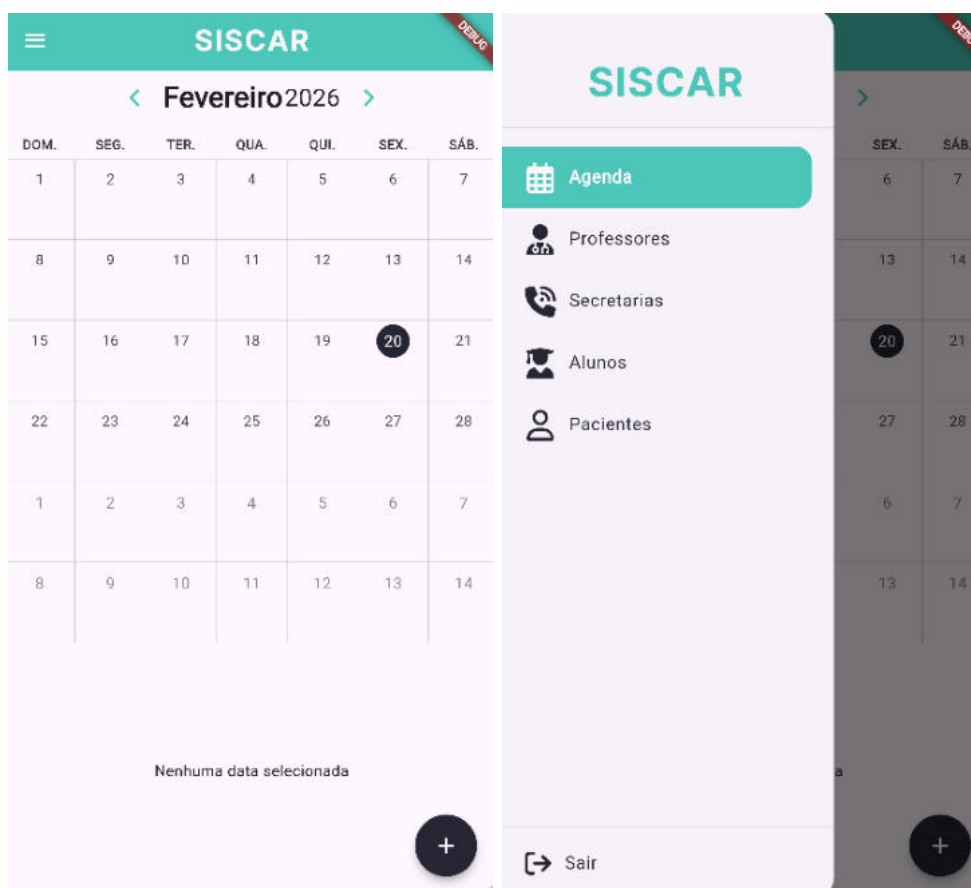 SISCAR
DEBUG
Fevereiro 2026
DOM. SEG. TER. QUA. QUI. SEX. SÁB.
1 2 3 4 5 6 7
8 9 10 11 12 13 14
15 16 17 18 19 20 21
22 23 24 25 26 27 28
1 2 3 4 5 6 7
8 9 10 11 12 13 14
Nenhuma data selecionada
+
SISCAR
Agenda
Professores
Secretarias
Alunos
Pacientes
Sair
DEBU
SEX. SÁB.
6 7
13 14
20 21
27 28
6 7
13 14
a
+